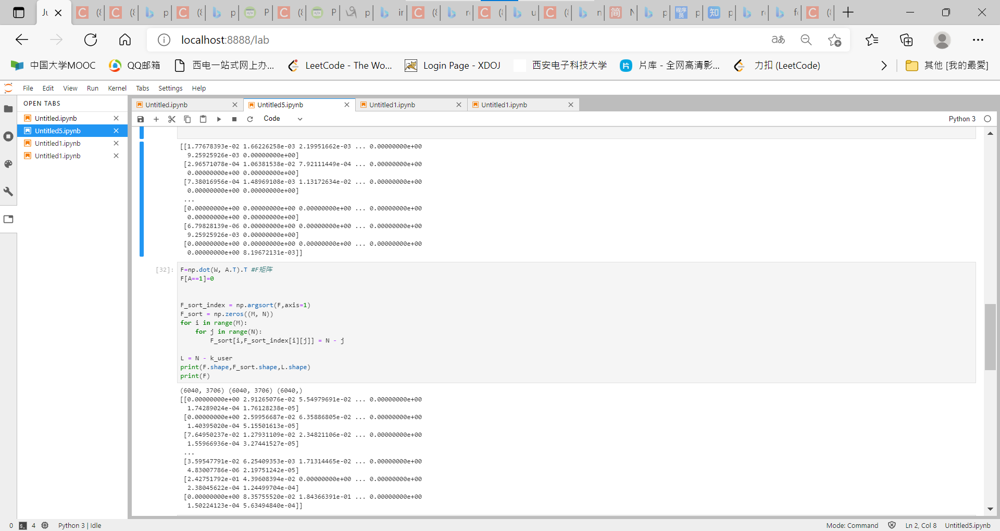 localhost:8888/lab
中国大学MOOC QQ邮箱 西电一站式网上办... LeetCode - The Wo... Login Page - XDOJ 西安电子科技大学 片库 - 全网高清影... 力扣 (LeetCode) 其他 [我的最愛]
File Edit View Run Kernel Tabs Settings Help
OPEN TABS
Untitled.ipynb
Untitled5.ipynb
Untitled1.ipynb
Untitled1.ipynb
Untitled.ipynb Untitled5.ipynb Untitled1.ipynb Untitled1.ipynb
Code Python 3
[[1.77678393e-02 1.66226258e-03 2.19951662e-03 ... 0.00000000e+00
9.25925926e-03 0.00000000e+00]
[2.96571078e-04 1.06381538e-02 7.92111449e-04 ... 0.00000000e+00
0.00000000e+00 0.00000000e+00]
[7.38016956e-04 1.48969108e-03 1.13172634e-02 ... 0.00000000e+00
0.00000000e+00 0.00000000e+00]
...
[0.00000000e+00 0.00000000e+00 0.00000000e+00 ... 0.00000000e+00
0.00000000e+00 0.00000000e+00]
[6.79828139e-06 0.00000000e+00 0.00000000e+00 ... 0.00000000e+00
9.25925926e-03 0.00000000e+00]
[0.00000000e+00 0.00000000e+00 0.00000000e+00 ... 0.00000000e+00
0.00000000e+00 8.19672131e-03]]
[32]: F=np.dot(W, A.T).T #F矩阵
F[A==1]=0
F_sort_index = np.argsort(F,axis=1)
F_sort = np.zeros((M, N))
for i in range(M):
for j in range(N):
F_sort[i,F_sort_index[i][j]] = N - j
L = N - k_user
print(F.shape,F_sort.shape,L.shape)
print(F)
(6040, 3706) (6040, 3706) (6040,)
[[0.00000000e+00 2.91265076e-02 5.54979691e-02 ... 0.00000000e+00
1.74289024e-04 1.76128238e-05]
[0.00000000e+00 2.59956687e-02 6.35886805e-02 ... 0.00000000e+00
1.40395020e-04 5.15501613e-05]
[7.64950237e-02 1.27931109e-02 2.34821106e-02 ... 0.00000000e+00
1.55966936e-04 3.27441527e-05]
...
[3.59547791e-02 6.25409353e-03 1.71314465e-02 ... 0.00000000e+00
4.83007786e-06 2.19751242e-05]
[2.42751792e-01 4.39608394e-02 0.00000000e+00 ... 0.00000000e+00
2.38045622e-04 1.24499704e-04]
[0.00000000e+00 8.35755520e-02 1.84366391e-01 ... 0.00000000e+00
1.50224123e-04 5.63494840e-04]]
0 4 Python 3 | Idle Mode: Command Ln 2, Col 8 Untitled5.ipynb